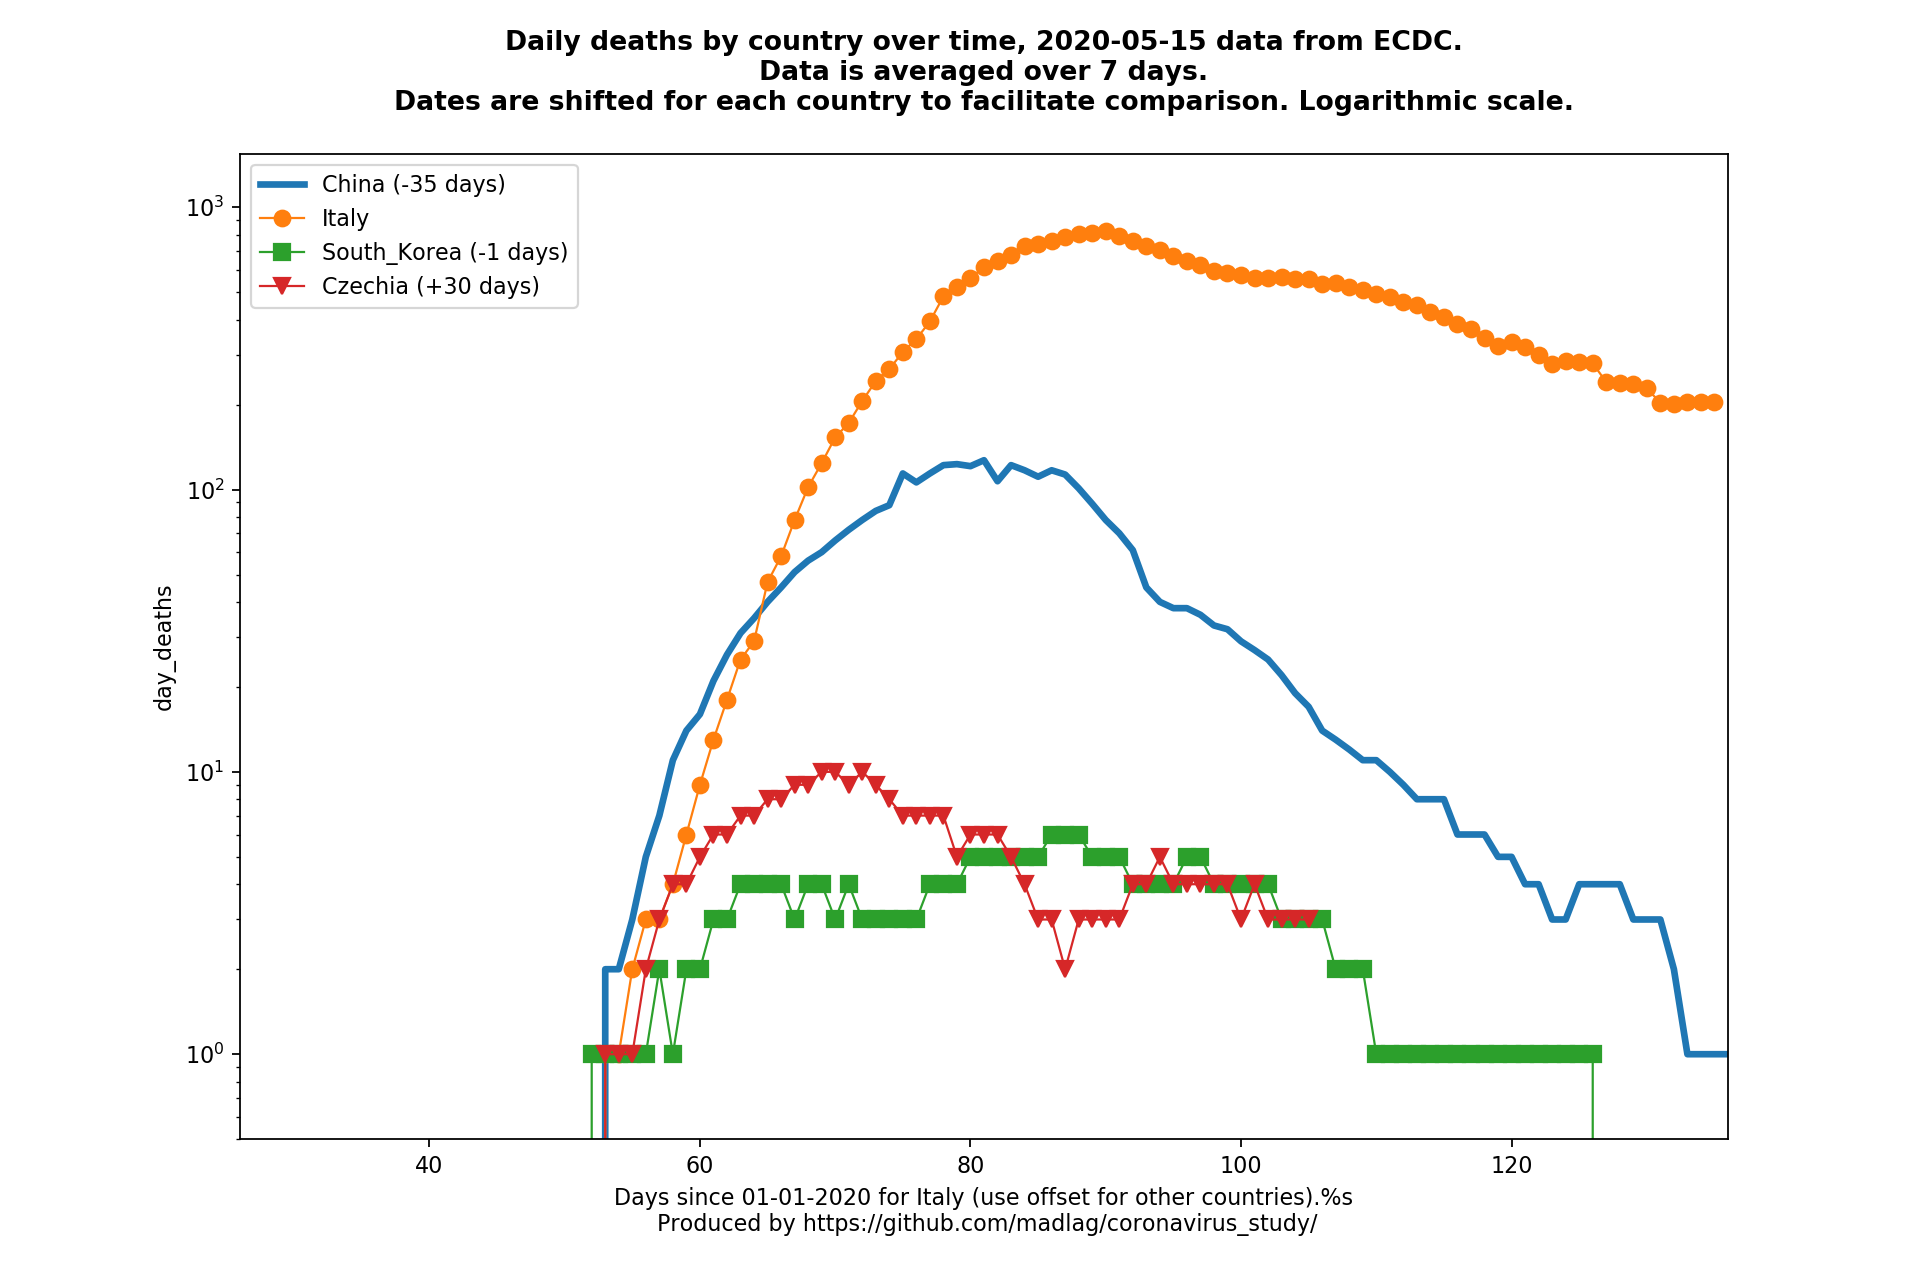 Daily deaths by country over time, 2020-05-15 data from ECDC.
Data is averaged over 7 days.
Dates are shifted for each country to facilitate comparison. Logarithmic scale.
China (-35 days)
Italy
South_Korea (-1 days)
Czechia (+30 days)
10³
10²
10¹
10⁰
day_deaths
40 60 80 100 120
Days since 01-01-2020 for Italy (use offset for other countries).%s
Produced by https://github.com/madlag/coronavirus_study/